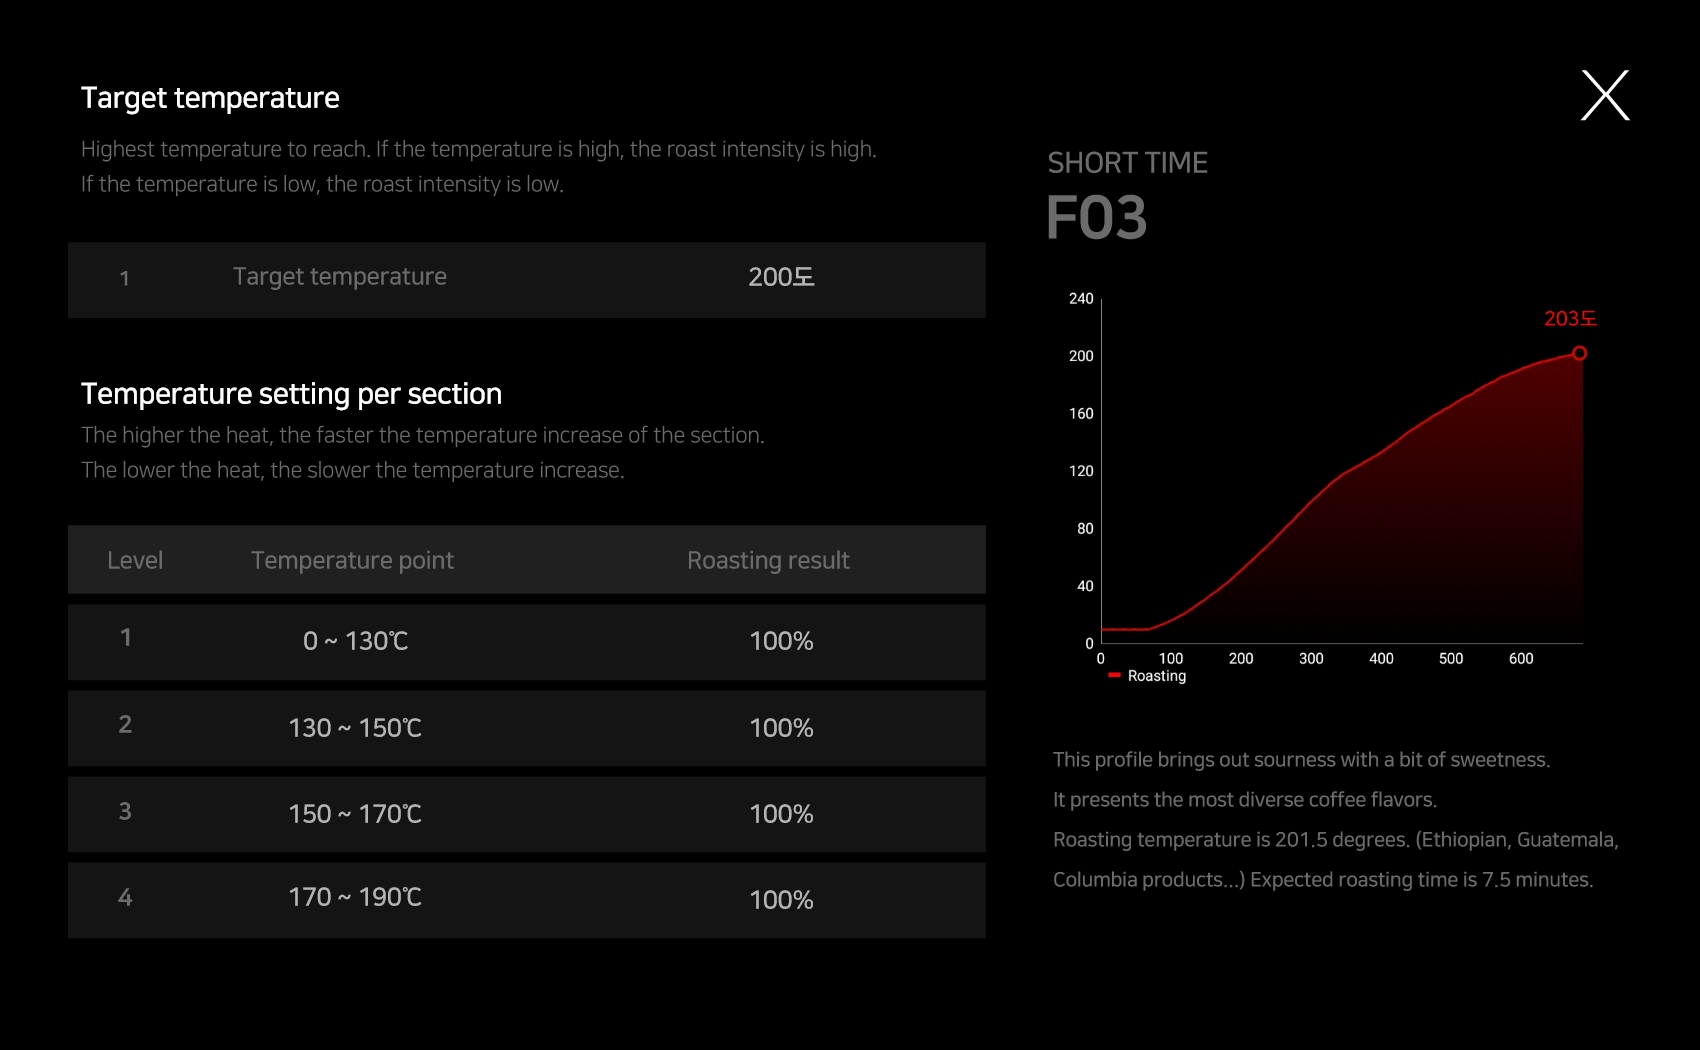 Target temperature
Highest temperature to reach. If the temperature is high, the roast intensity is high.
If the temperature is low, the roast intensity is low.
1 Target temperature 200도
Temperature setting per section
The higher the heat, the faster the temperature increase of the section.
The lower the heat, the slower the temperature increase.
Level Temperature point Roasting result
1 0 ~ 130℃ 100%
2 130 ~ 150℃ 100%
3 150 ~ 170℃ 100%
4 170 ~ 190℃ 100%
X
SHORT TIME
F03
240
203도
200
160
120
80
40
0
0 100 200 300 400 500 600
Roasting
This profile brings out sourness with a bit of sweetness.
It presents the most diverse coffee flavors.
Roasting temperature is 201.5 degrees. (Ethiopian, Guatemala,
Columbia products...) Expected roasting time is 7.5 minutes.